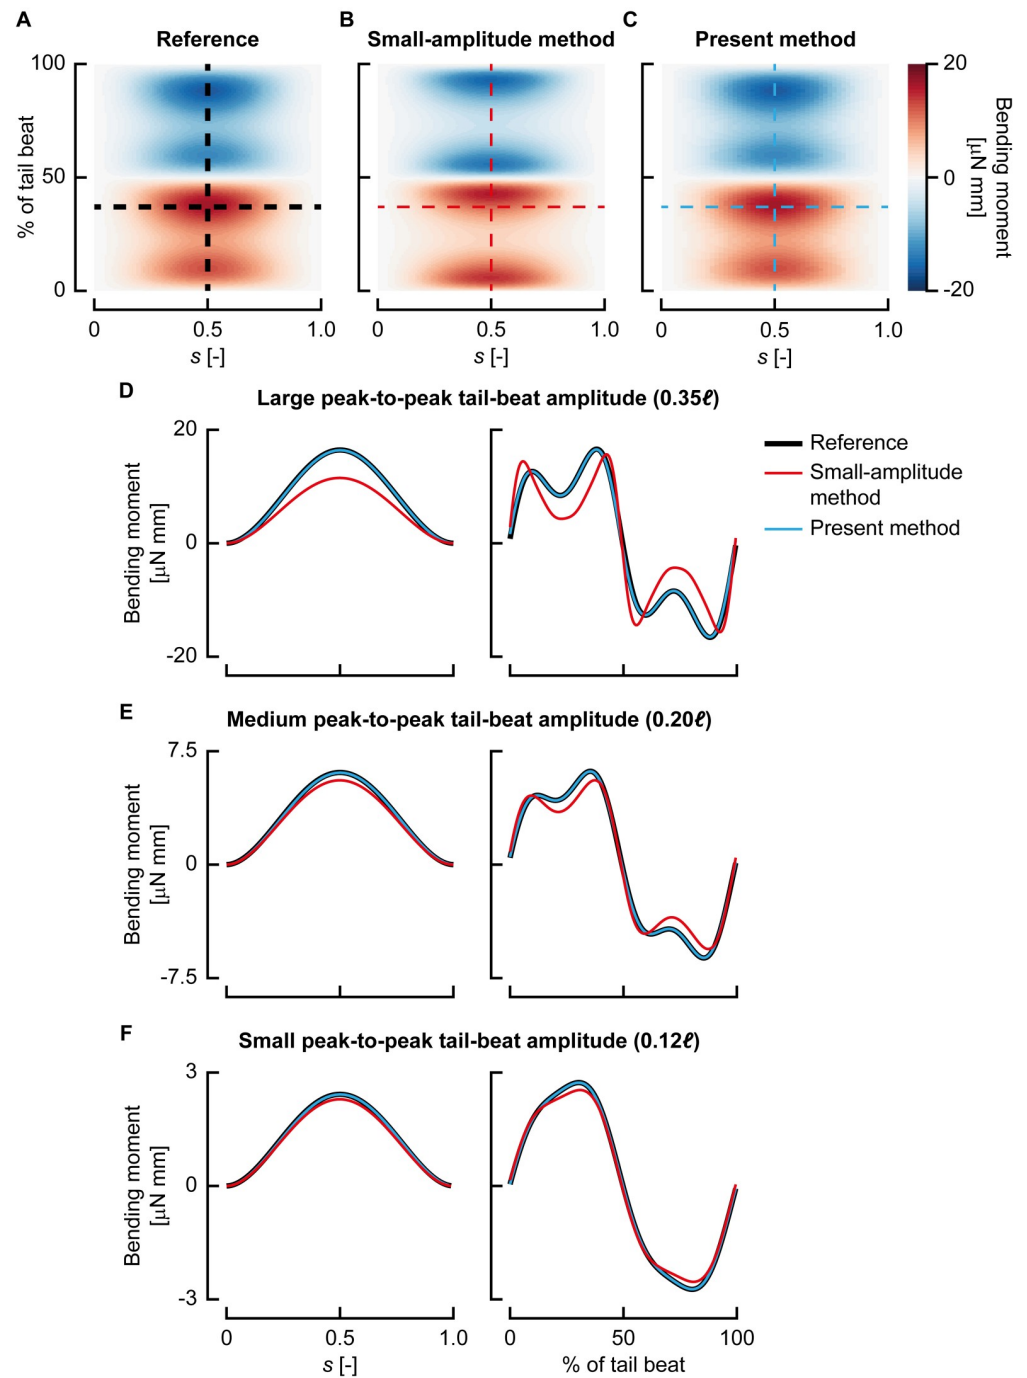 A
B
C
Reference
Small-amplitude method
Present method
100
50
0
% of tail beat
20
0
-20
Bending moment
[µN mm]
0
0.5
1.0
0
0.5
1.0
0
0.5
1.0
s [-]
s [-]
s [-]
D
Large peak-to-peak tail-beat amplitude (0.35ℓ)
20
0
-20
Bending moment
[µN mm]
Reference
Small-amplitude
method
Present method
E
Medium peak-to-peak tail-beat amplitude (0.20ℓ)
7.5
0
-7.5
Bending moment
[µN mm]
F
Small peak-to-peak tail-beat amplitude (0.12ℓ)
3
0
-3
Bending moment
[µN mm]
0
0.5
1.0
0
50
100
s [-]
% of tail beat